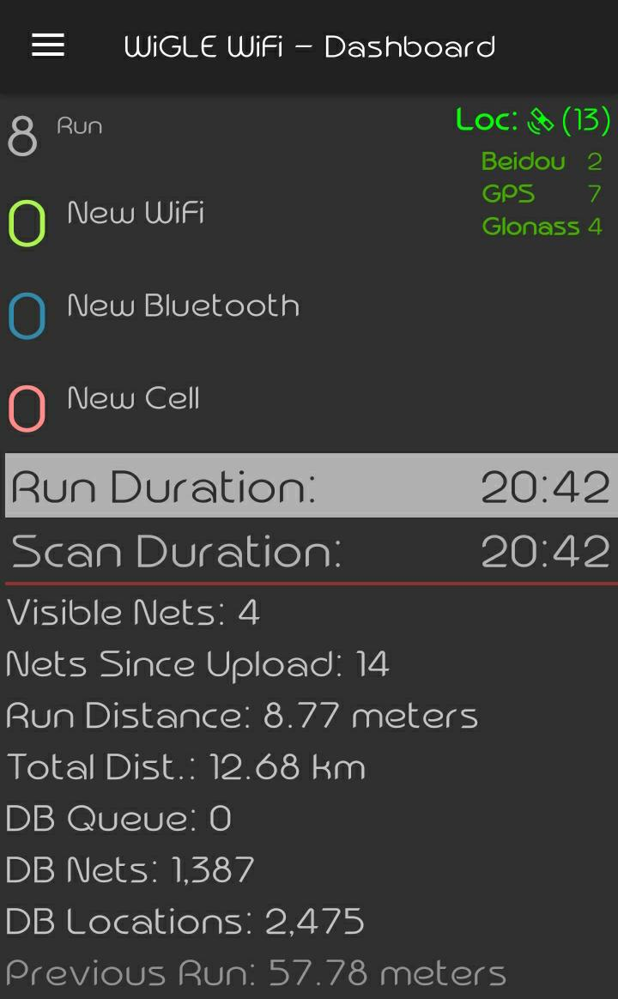 WiGLE WiFi – Dashboard
8 Run
Loc: (13)
Beidou 2
GPS 7
Glonass 4
0 New WiFi
0 New Bluetooth
0 New Cell
Run Duration: 20:42
Scan Duration: 20:42
Visible Nets: 4
Nets Since Upload: 14
Run Distance: 8.77 meters
Total Dist.: 12.68 km
DB Queue: 0
DB Nets: 1,387
DB Locations: 2,475
Previous Run: 57.78 meters